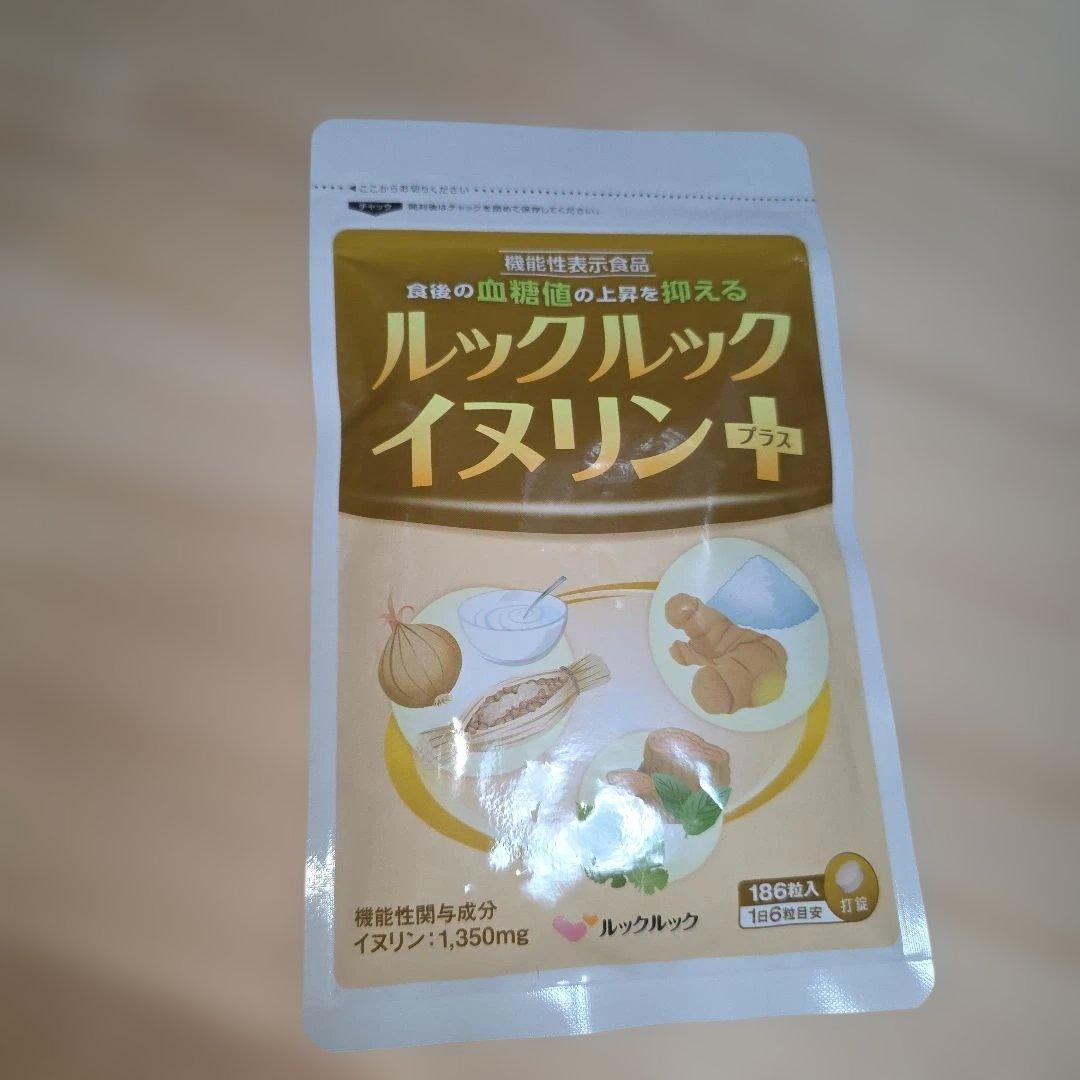 ◀ここからお切りください
チャック 開封後はチャックを閉めて保存してください。
機能性表示食品
食後の血糖値の上昇を抑える
ルックルック
イヌリン+
プラス
機能性関与成分
イヌリン:1,350mg
ルックルック
186粒入
1日6粒目安
打錠